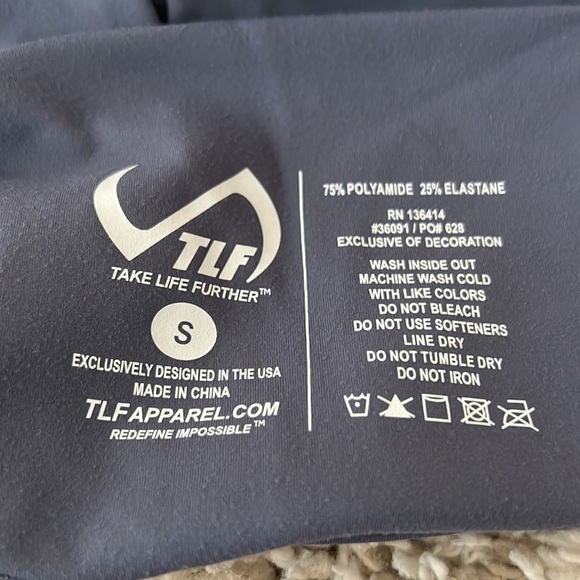 TLF
TAKE LIFE FURTHER™
S
EXCLUSIVELY DESIGNED IN THE USA
MADE IN CHINA
TLFAPPAREL.COM
REDEFINE IMPOSSIBLE™
75% POLYAMIDE 25% ELASTANE
RN 136414
#36091 / PO# 628
EXCLUSIVE OF DECORATION
WASH INSIDE OUT
MACHINE WASH COLD
WITH LIKE COLORS
DO NOT BLEACH
DO NOT USE SOFTENERS
LINE DRY
DO NOT TUMBLE DRY
DO NOT IRON